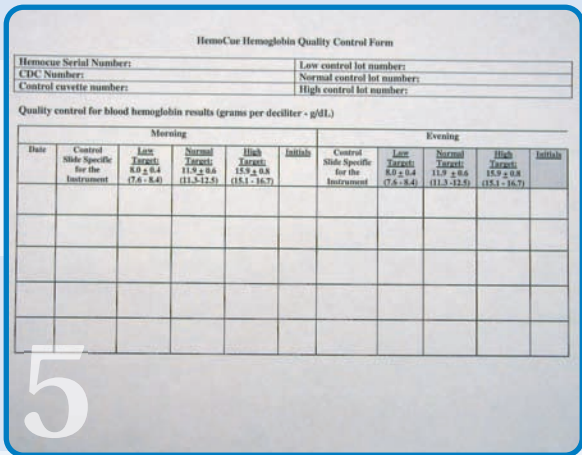 HemoCue Hemoglobin Quality Control Form
Hemocue Serial Number: Low control lot number:
CDC Number: Normal control lot number:
Control cuvette number: High control lot number:
Quality control for blood hemoglobin results (grams per deciliter - g/dL)
Morning Evening
Date Control Low Normal High Initials Control Low Normal High Initials
Slide Specific Target: Target: Target: Slide Specific Target: Target: Target:
for the 8.0 ± 0.4 11.9 ± 0.6 15.9 ± 0.8 for the 8.0 ± 0.4 11.9 ± 0.6 15.9 ± 0.8
Instrument (7.6 - 8.4) (11.3-12.5) (15.1 - 16.7) Instrument (7.6 - 8.4) (11.3 -12.5) (15.1 - 16.7)
5